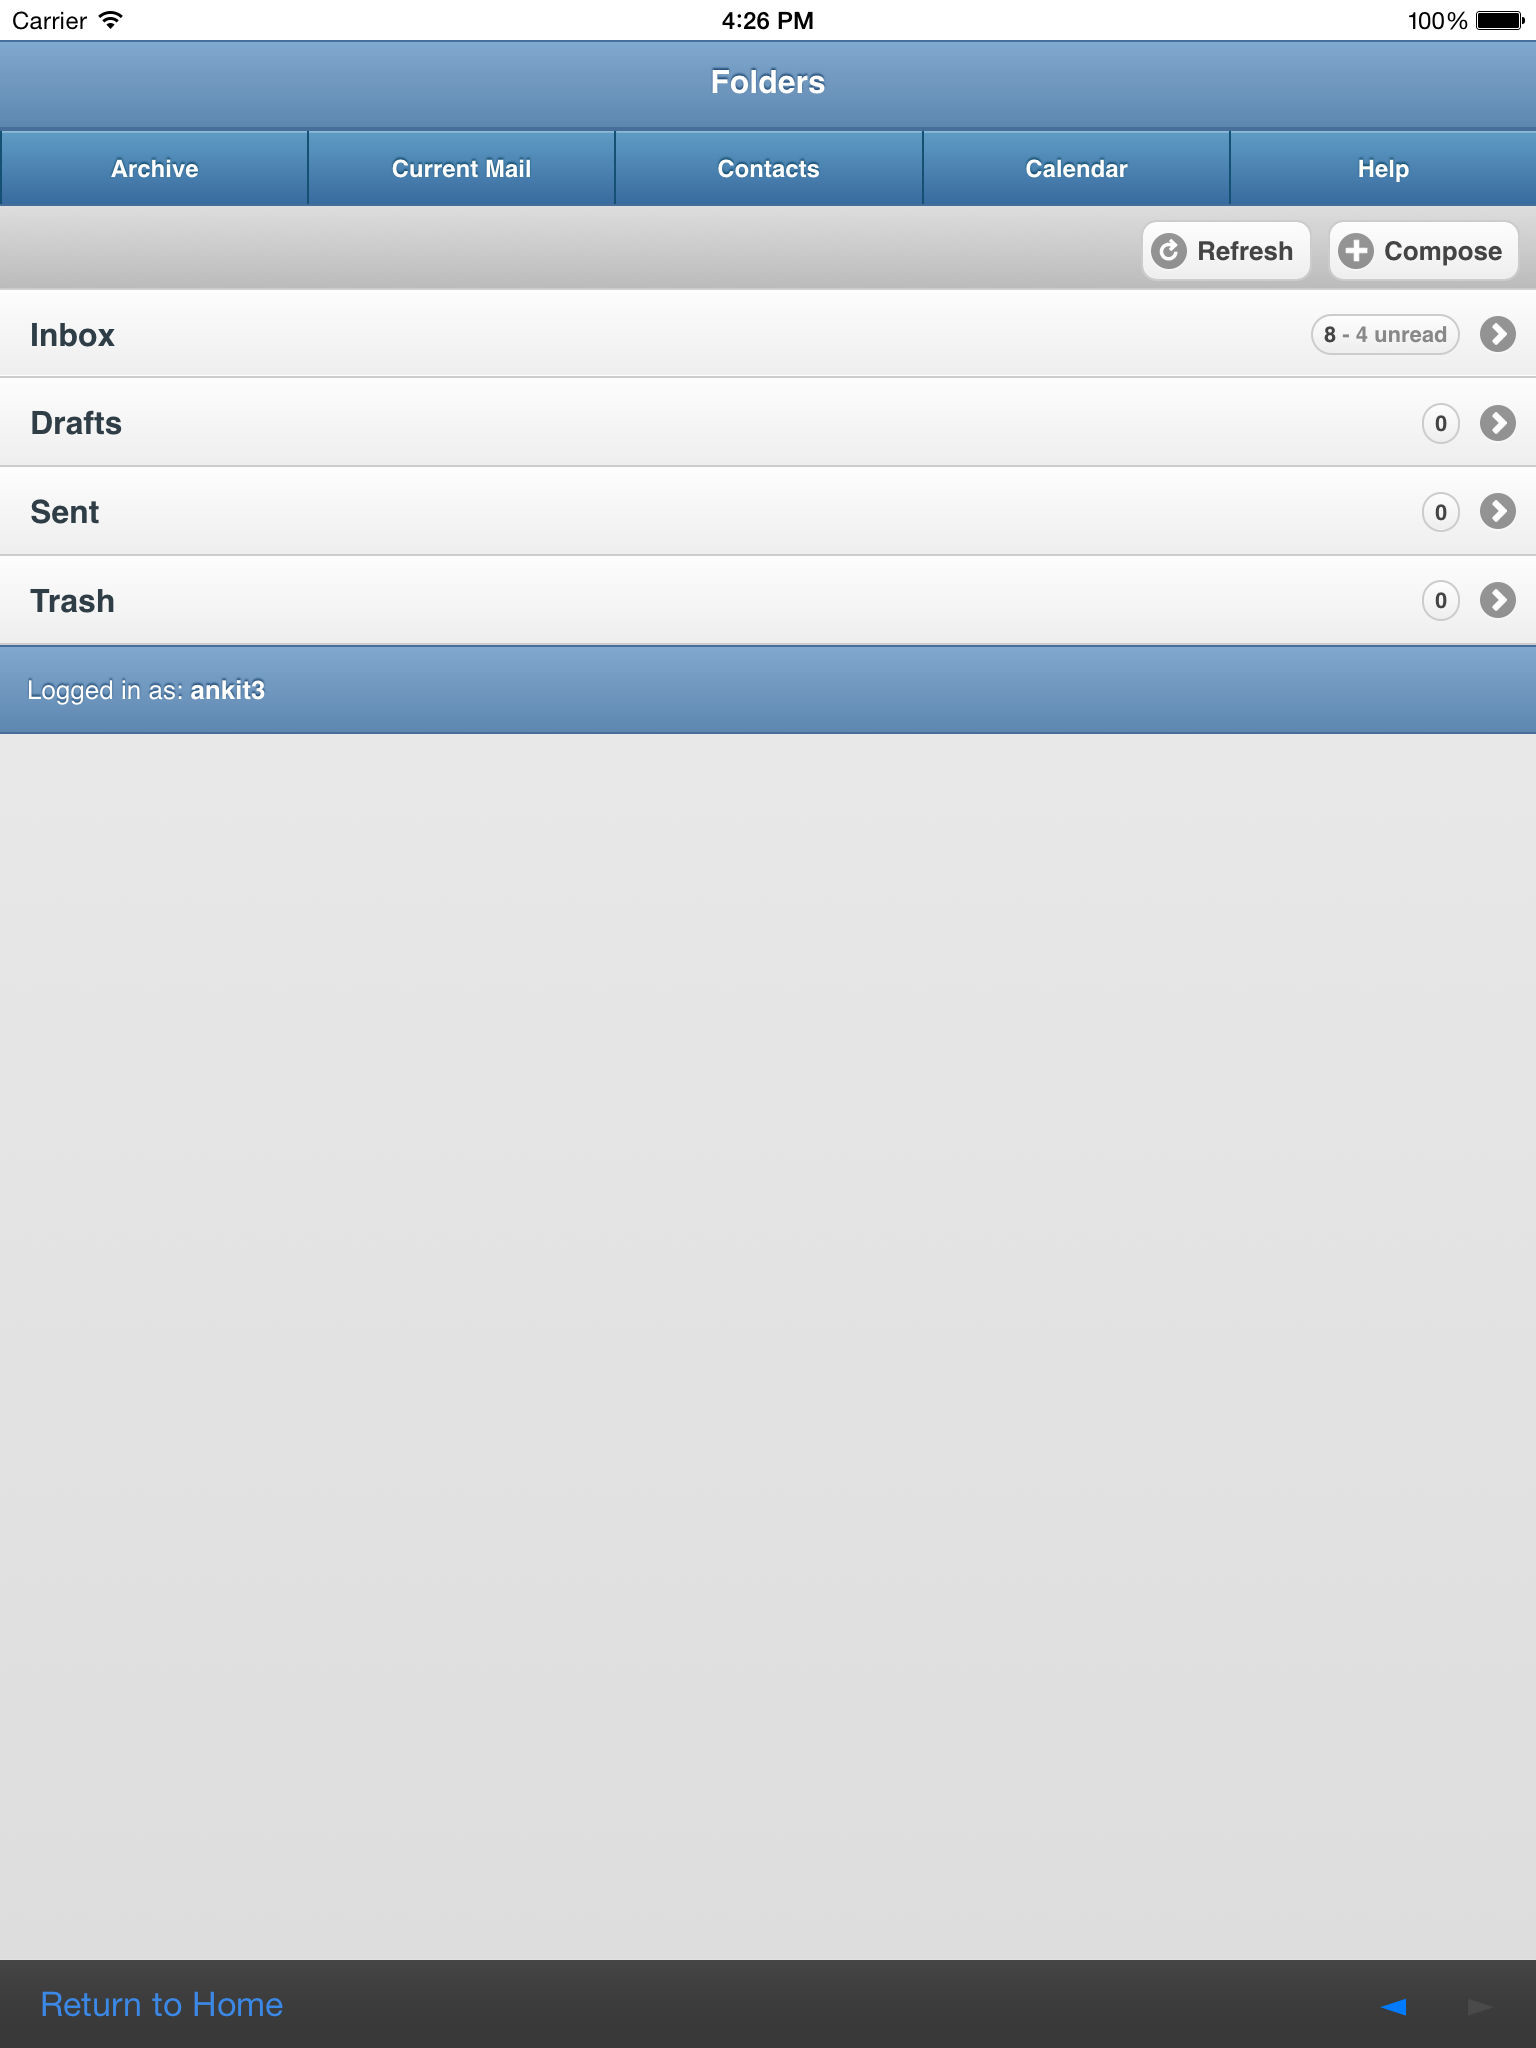 Carrier 4:26 PM 100%
Folders
Archive Current Mail Contacts Calendar Help
Refresh Compose
Inbox 8 - 4 unread
Drafts 0
Sent 0
Trash 0
Logged in as: ankit3
Return to Home